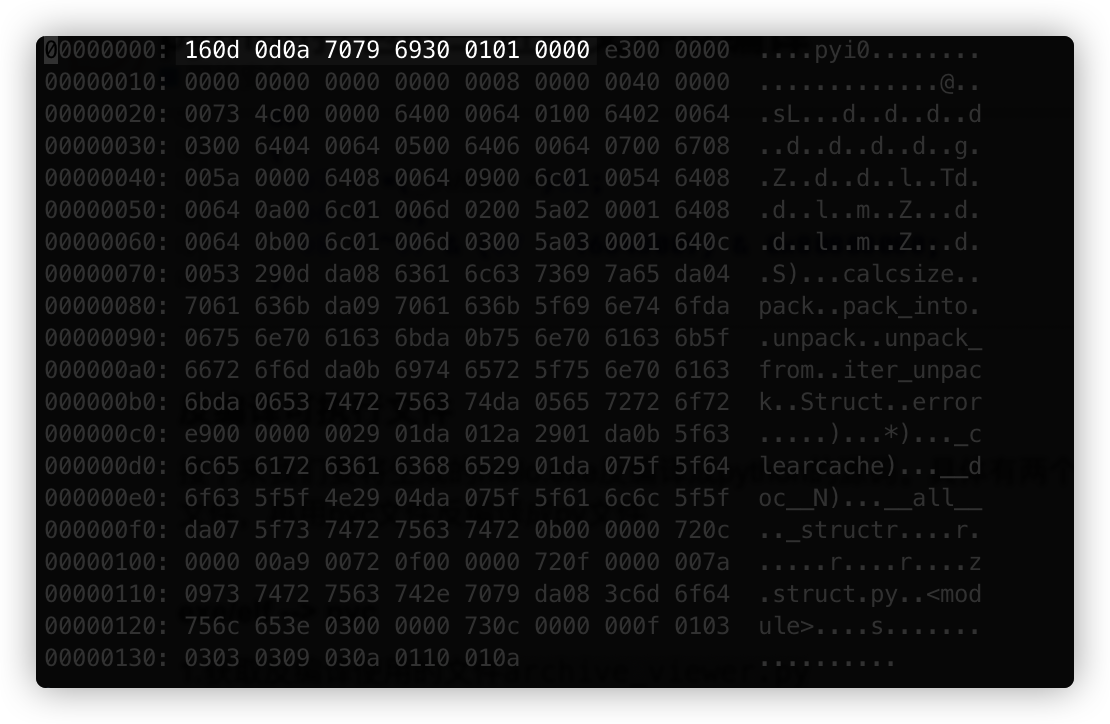 00000000: 160d 0d0a 7079 6930 0101 0000 e300 0000  ....pyi0........
00000010: 0000 0000 0000 0000 0008 0000 0040 0000  .............@..
00000020: 0073 4c00 0000 6400 0064 0100 6402 0064  .sL...d..d..d..d
00000030: 0300 6404 0064 0500 6406 0064 0700 6708  ..d..d..d..d..g.
00000040: 005a 0000 6408 0064 0900 6c01 0054 6408  .Z..d..d..l..Td.
00000050: 0064 0a00 6c01 006d 0200 5a02 0001 6408  .d..l..m..Z...d.
00000060: 0064 0b00 6c01 006d 0300 5a03 0001 640c  .d..l..m..Z...d.
00000070: 0053 290d da08 6361 6c63 7369 7a65 da04  .S)...calcsize..
00000080: 7061 636b da09 7061 636b 5f69 6e74 6fda  pack..pack_into.
00000090: 0675 6e70 6163 6bda 0b75 6e70 6163 6b5f  .unpack..unpack_
000000a0: 6672 6f6d da0b 6974 6572 5f75 6e70 6163  from..iter_unpac
000000b0: 6bda 0653 7472 7563 74da 0565 7272 6f72  k..Struct..error
000000c0: e900 0000 0029 01da 012a 2901 da0b 5f63  .....)...*)..._c
000000d0: 6c65 6172 6361 6368 6529 01da 075f 5f64  learcache)...__d
000000e0: 6f63 5f5f 4e29 04da 075f 5f61 6c6c 5f5f  oc__N)...__all__
000000f0: da07 5f73 7472 7563 7472 0b00 0000 720c  .._structr....r.
00000100: 0000 00a9 0072 0f00 0000 720f 0000 007a  .....r....r....z
00000110: 0973 7472 7563 742e 7079 da08 3c6d 6f64  .struct.py..<mod
00000120: 756c 653e 0300 0000 730c 0000 000f 0103  ule>....s.......
00000130: 0303 0309 030a 0110 010a  ..........